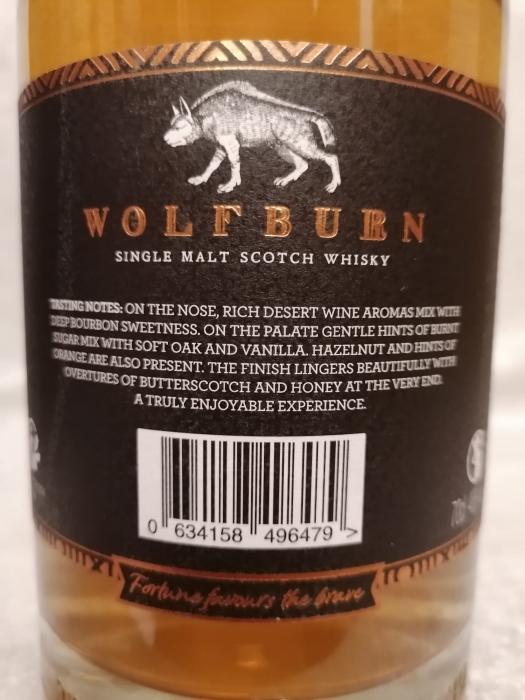 WOLFBURN
SINGLE MALT SCOTCH WHISKY
TASTING NOTES: ON THE NOSE, RICH DESERT WINE AROMAS MIX WITH
DEEP BOURBON SWEETNESS. ON THE PALATE GENTLE HINTS OF BURNT
SUGAR MIX WITH SOFT OAK AND VANILLA. HAZELNUT AND HINTS OF
ORANGE ARE ALSO PRESENT. THE FINISH LINGERS BEAUTIFULLY WITH
OVERTURES OF BUTTERSCOTCH AND HONEY AT THE VERY END.
A TRULY ENJOYABLE EXPERIENCE.
0 634158 496479 >
Fortune favours the brave